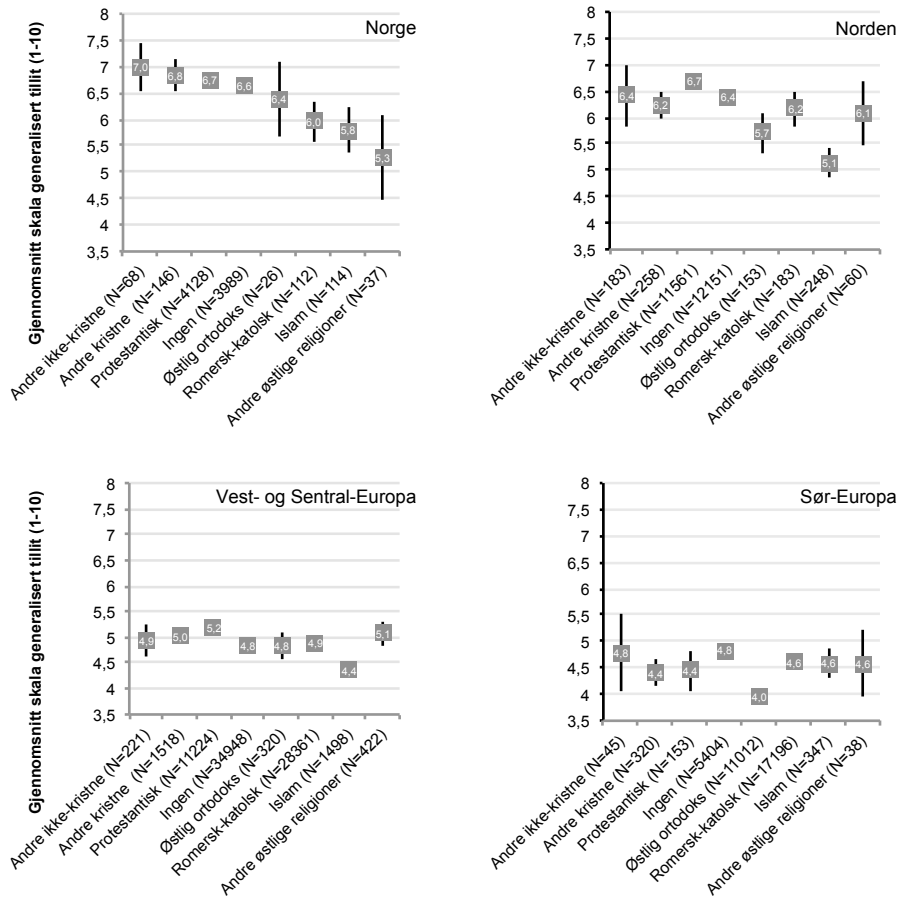 Norge
Gjennomsnitt skala generalisert tillit (1-10)
8
7,5
7
6,5
6
5,5
5
4,5
4
3,5
7,0
6,8
6,7
6,6
6,4
6,0
5,8
5,3
Andre ikke-kristne (N=68)
Andre kristne (N=146)
Protestantisk (N=4128)
Ingen (N=3989)
Østlig ortodoks (N=26)
Romersk-katolsk (N=112)
Islam (N=114)
Andre østlige religioner (N=37)
Norden
8
7,5
7
6,5
6
5,5
5
4,5
4
3,5
6,4
6,2
6,7
6,4
5,7
6,2
5,1
6,1
Andre ikke-kristne (N=183)
Andre kristne (N=258)
Protestantisk (N=11561)
Ingen (N=12151)
Østlig ortodoks (N=153)
Romersk-katolsk (N=183)
Islam (N=248)
Andre østlige religioner (N=60)
Vest- og Sentral-Europa
Gjennomsnitt skala generalisert tillit (1-10)
8
7,5
7
6,5
6
5,5
5
4,5
4
3,5
4,9
5,0
5,2
4,8
4,8
4,9
4,4
5,1
Andre ikke-kristne (N=221)
Andre kristne (N=1518)
Protestantisk (N=11224)
Ingen (N=34948)
Østlig ortodoks (N=320)
Romersk-katolsk (N=28361)
Islam (N=1498)
Andre østlige religioner (N=422)
Sør-Europa
8
7,5
7
6,5
6
5,5
5
4,5
4
3,5
4,8
4,4
4,4
4,8
4,0
4,6
4,6
4,6
Andre ikke-kristne (N=45)
Andre kristne (N=320)
Protestantisk (N=153)
Ingen (N=5404)
Østlig ortodoks (N=11012)
Romersk-katolsk (N=17196)
Islam (N=347)
Andre østlige religioner (N=38)